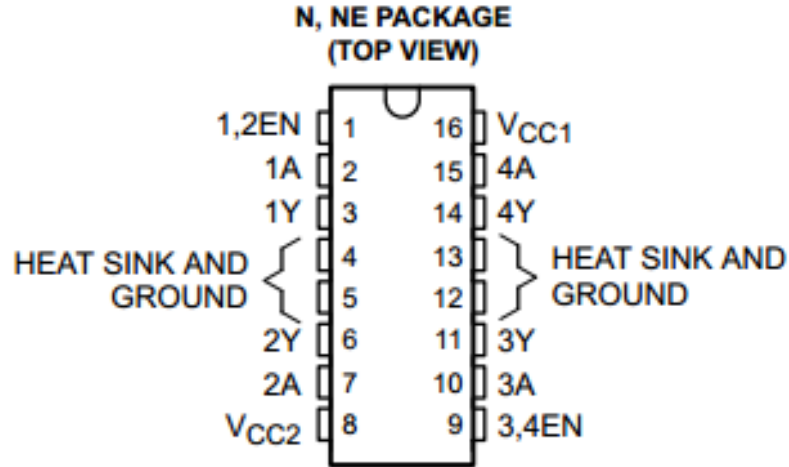 N, NE PACKAGE
(TOP VIEW)
1,2EN 1 16 VCC1
1A 2 15 4A
1Y 3 14 4Y
HEAT SINK AND GROUND 4 13 HEAT SINK AND GROUND
5 12
2Y 6 11 3Y
2A 7 10 3A
VCC2 8 9 3,4EN